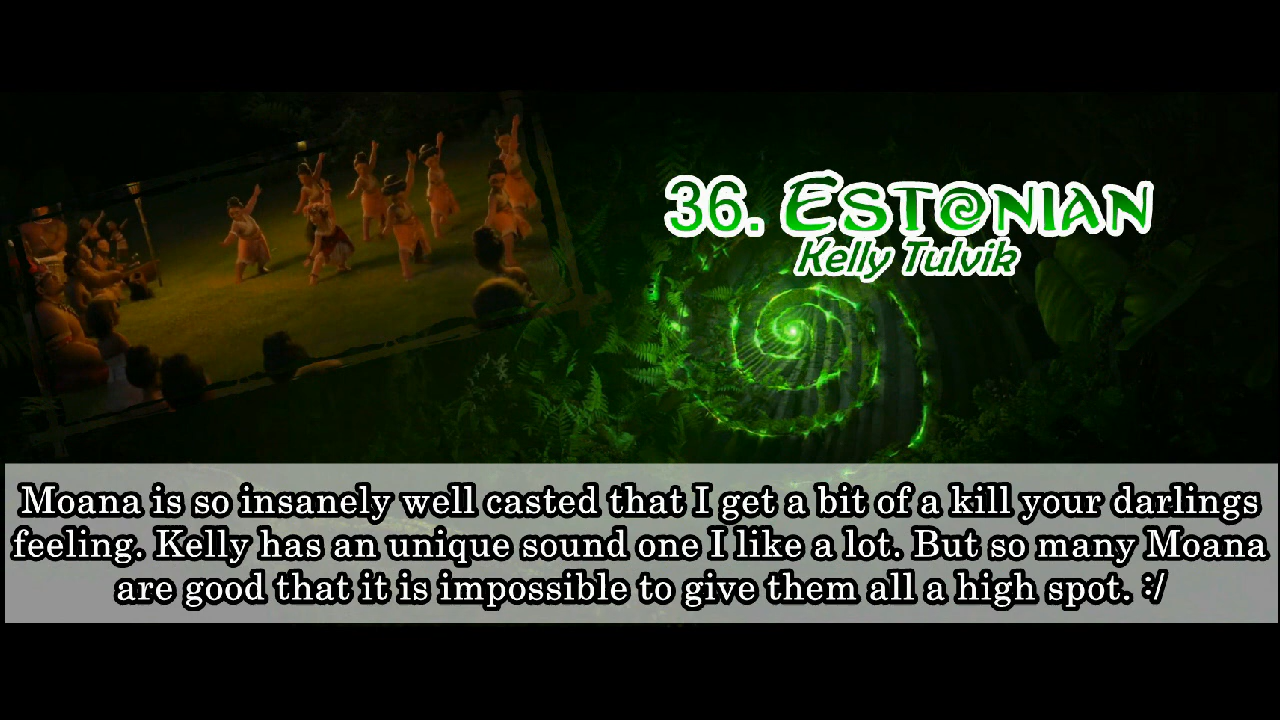 36. ESTONIAN
Kelly Tulvik
Moana is so insanely well casted that I get a bit of a kill your darlings
feeling. Kelly has an unique sound one I like a lot. But so many Moana
are good that it is impossible to give them all a high spot. :/